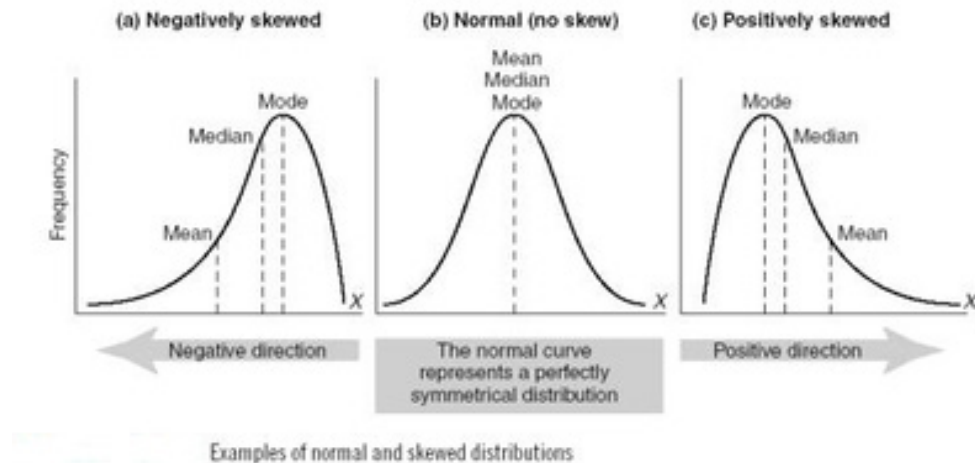 (a) Negatively skewed
(b) Normal (no skew)
(c) Positively skewed
Frequency
Mode
Median
Mean
X
Mean
Median
Mode
X
Mode
Median
Mean
X
Negative direction
The normal curve
represents a perfectly
symmetrical distribution
Positive direction
Examples of normal and skewed distributions